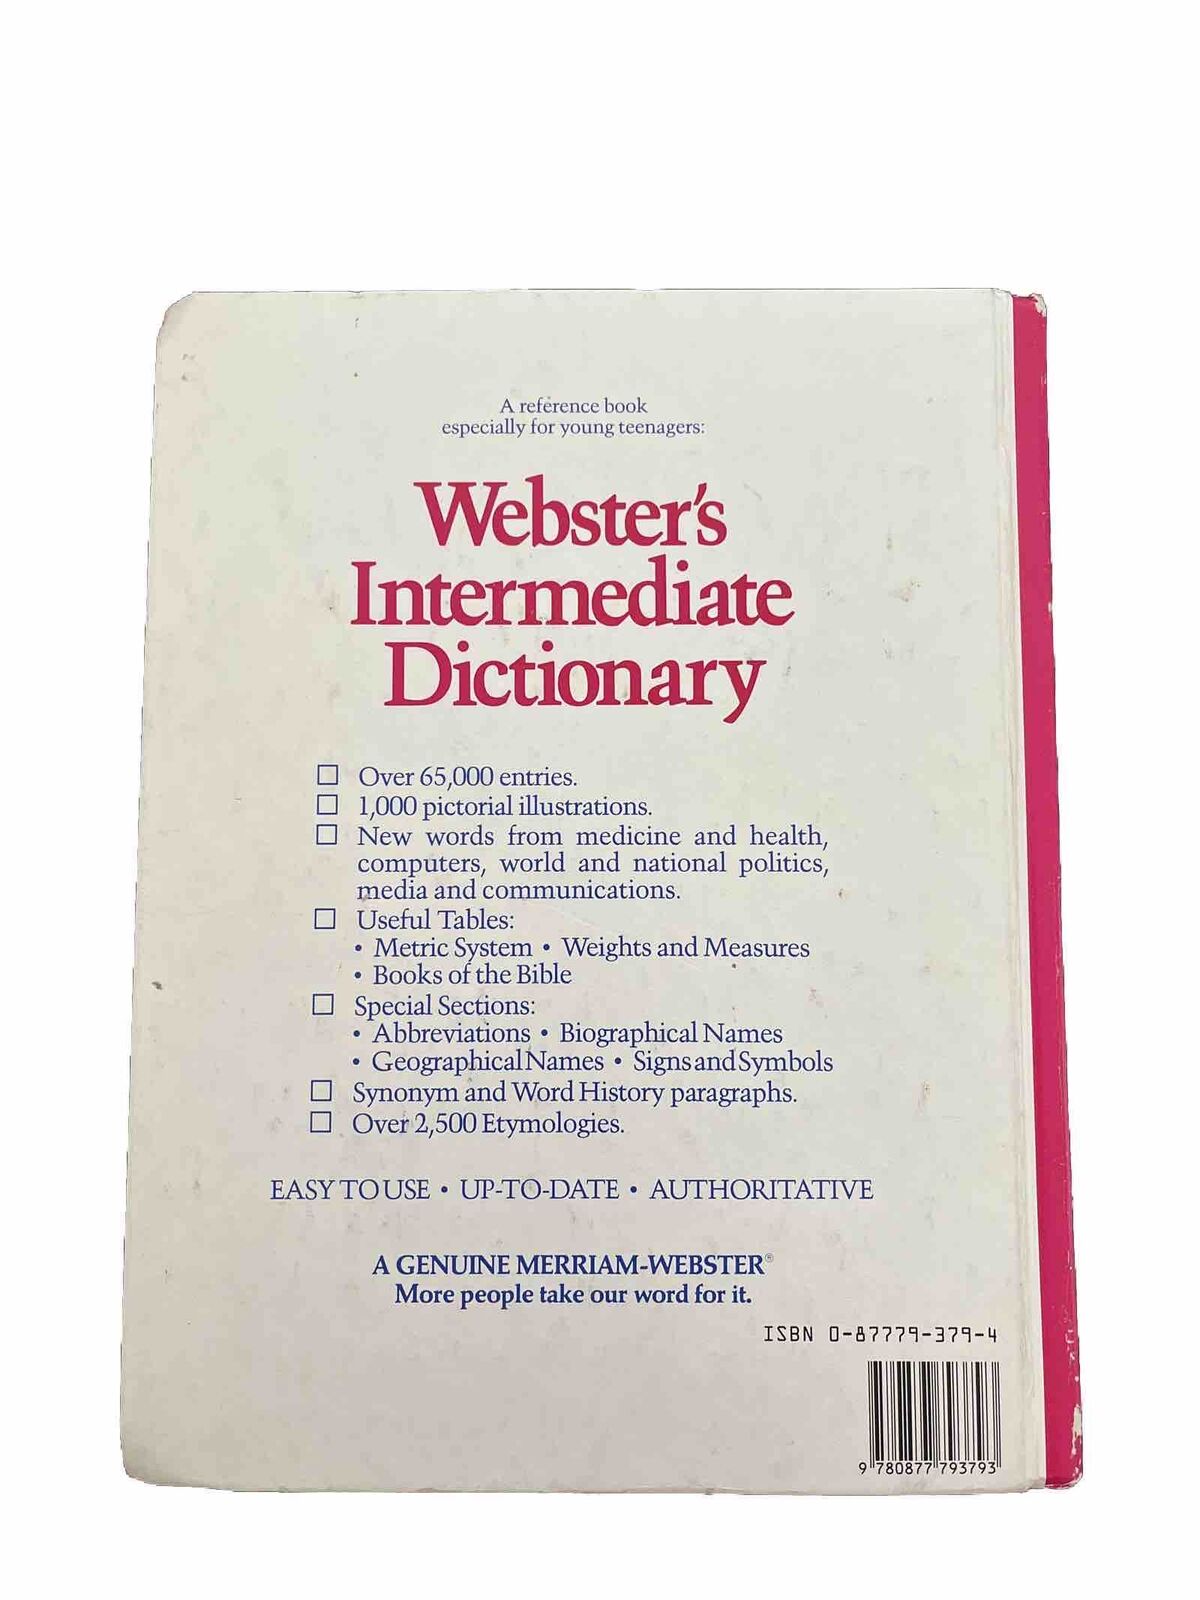 A reference book
especially for young teenagers:
Webster's
Intermediate
Dictionary
☐ Over 65,000 entries.
☐ 1,000 pictorial illustrations.
☐ New words from medicine and health,
computers, world and national politics,
media and communications.
☐ Useful Tables:
• Metric System • Weights and Measures
• Books of the Bible
☐ Special Sections:
• Abbreviations • Biographical Names
• Geographical Names • Signs and Symbols
☐ Synonym and Word History paragraphs.
☐ Over 2,500 Etymologies.
EASY TO USE • UP-TO-DATE • AUTHORITATIVE
A GENUINE MERRIAM-WEBSTER®
More people take our word for it.
ISBN 0-87779-379-4
9 780877 793793